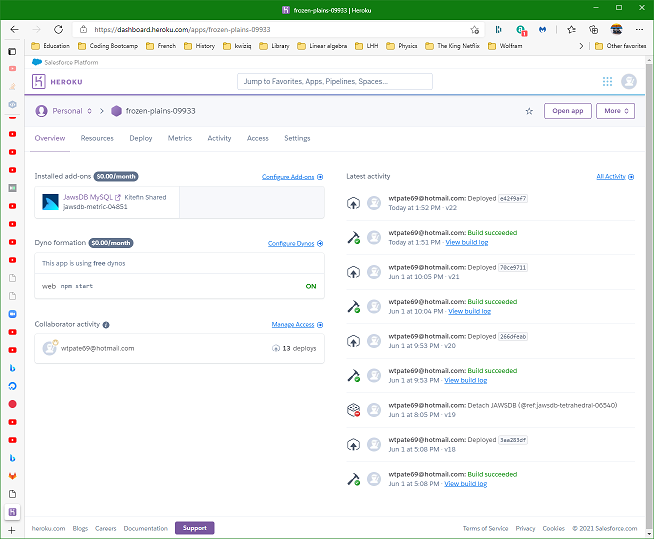 frozen-plains-09933 | Heroku
https://dashboard.heroku.com/apps/frozen-plains-09933
Education Coding Bootcamp French History kwiziq Library Linear algebra LHH Physics The King Netflix Wolfram Other favorites
Salesforce Platform
HEROKU
Jump to Favorites, Apps, Pipelines, Spaces...
Personal frozen-plains-09933 Open app More
Overview Resources Deploy Metrics Activity Access Settings
Installed add-ons $0.00/month Configure Add-ons
JawsDB MySQL Kitefin Shared
jawsdb-metric-04851
Dyno formation $0.00/month Configure Dynos
This app is using free dynos
web npm start ON
Collaborator activity Manage Access
wtpate69@hotmail.com 13 deploys
Latest activity All Activity
wtpate69@hotmail.com: Deployed e42f9af7
Today at 1:52 PM · v22
wtpate69@hotmail.com: Build succeeded
Today at 1:51 PM · View build log
wtpate69@hotmail.com: Deployed 70ce9711
Jun 1 at 10:05 PM · v21
wtpate69@hotmail.com: Build succeeded
Jun 1 at 10:04 PM · View build log
wtpate69@hotmail.com: Deployed 266dfeab
Jun 1 at 9:53 PM · v20
wtpate69@hotmail.com: Build succeeded
Jun 1 at 9:53 PM · View build log
wtpate69@hotmail.com: Detach JAWSDB (@ref:jawsdb-tetrahedral-06540)
Jun 1 at 8:05 PM · v19
wtpate69@hotmail.com: Deployed 3aa283df
Jun 1 at 5:08 PM · v18
wtpate69@hotmail.com: Build succeeded
Jun 1 at 5:08 PM · View build log
heroku.com Blogs Careers Documentation Support Terms of Service Privacy Cookies © 2021 Salesforce.com